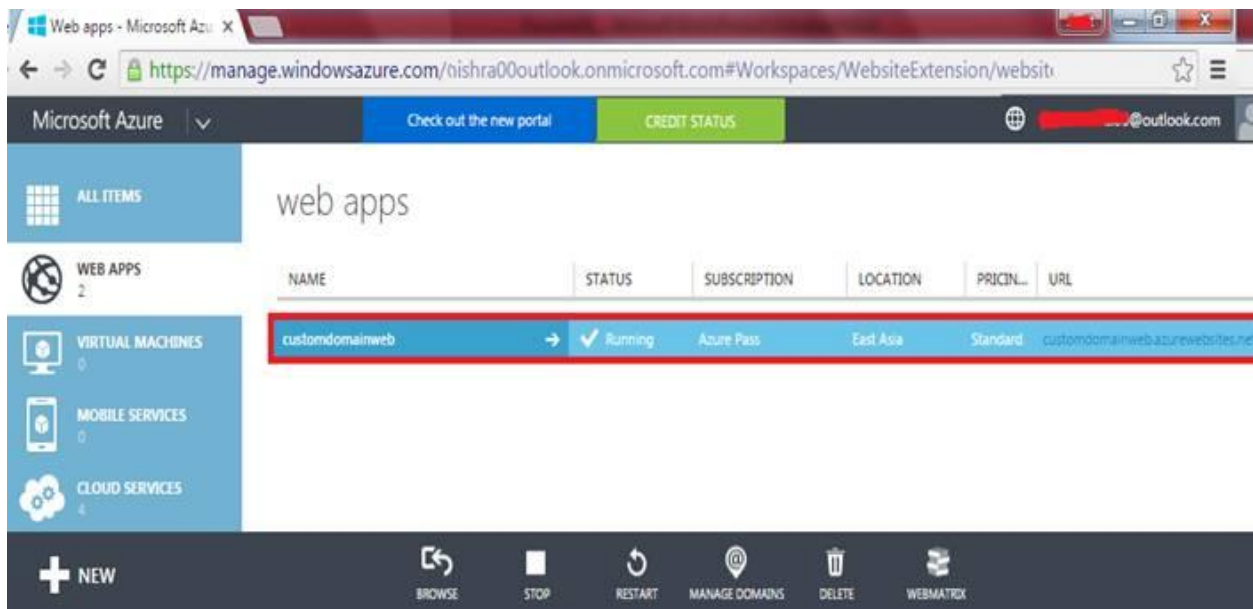 Web apps - Microsoft Azu
https://manage.windowsazure.com/nishra00outlook.onmicrosoft.com#Workspaces/WebsiteExtension/websit
Microsoft Azure
Check out the new portal
CREDIT STATUS
@outlook.com
ALL ITEMS
web apps
WEB APPS
2
NAME STATUS SUBSCRIPTION LOCATION PRICIN... URL
customdomainweb Running Azure Pass East Asia Standard customdomainweb.azurewebsites.ne
VIRTUAL MACHINES
0
MOBILE SERVICES
0
CLOUD SERVICES
4
NEW
BROWSE
STOP
RESTART
MANAGE DOMAINS
DELETE
WEBMATRIX